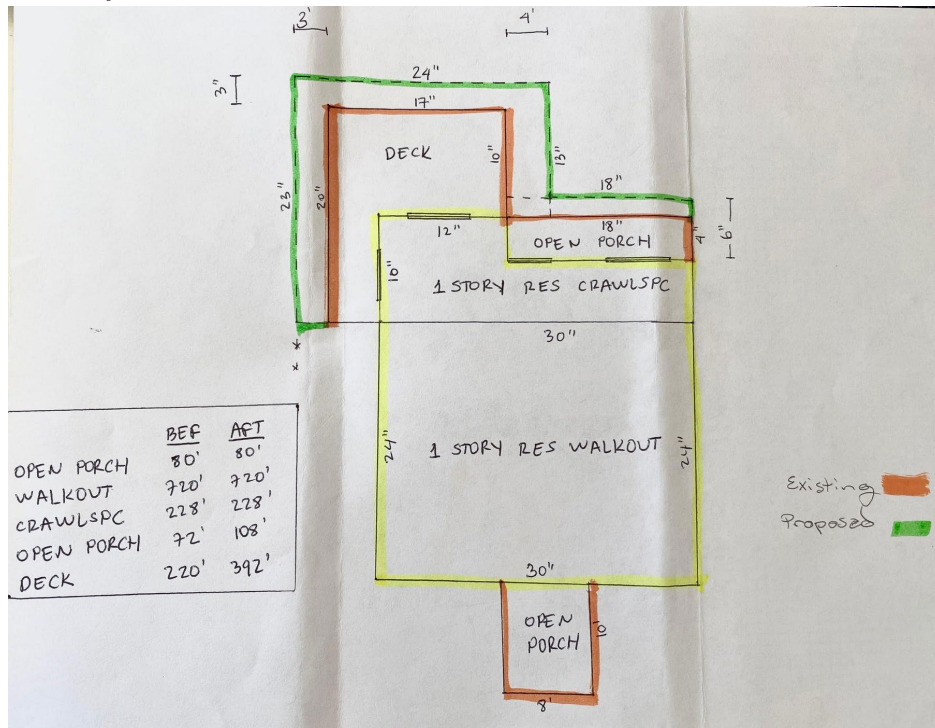 3' 4'
3" 24"
17"
DECK 10" 13"
23" 20" 18"
12" 18" 4" 6"
OPEN PORCH
10" 1 STORY RES CRAWLSPC
30"
* 
*
BEF AFT
OPEN PORCH 80' 80'
WALKOUT 720' 720'
CRAWLSPC 228' 228'
OPEN PORCH 72' 108'
DECK 220' 392'
24" 1 STORY RES WALKOUT 24"
Existing
Proposed
30"
OPEN
PORCH 10'
8'